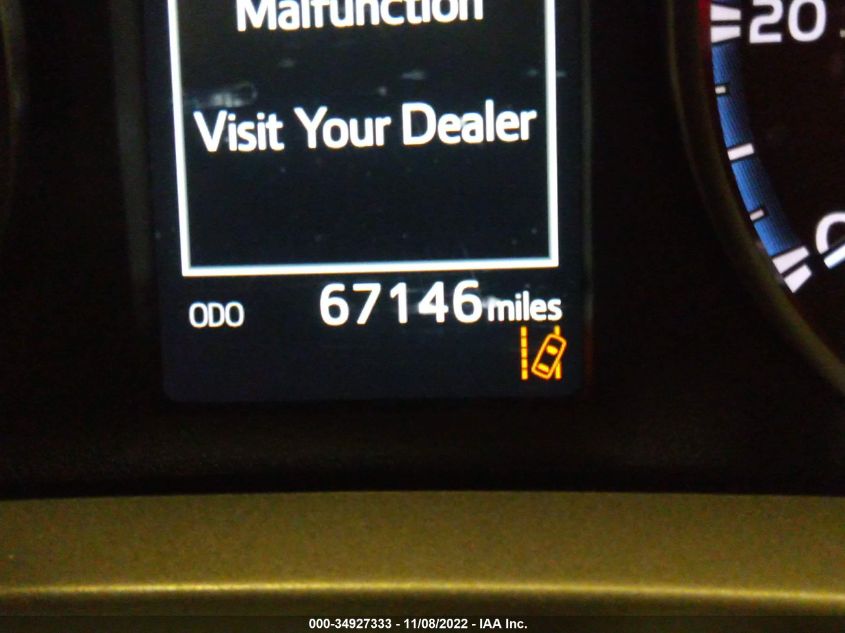 Malfunction
20
Visit Your Dealer
ODO 67146 miles
000-34927333 - 11/08/2022 - IAA Inc.